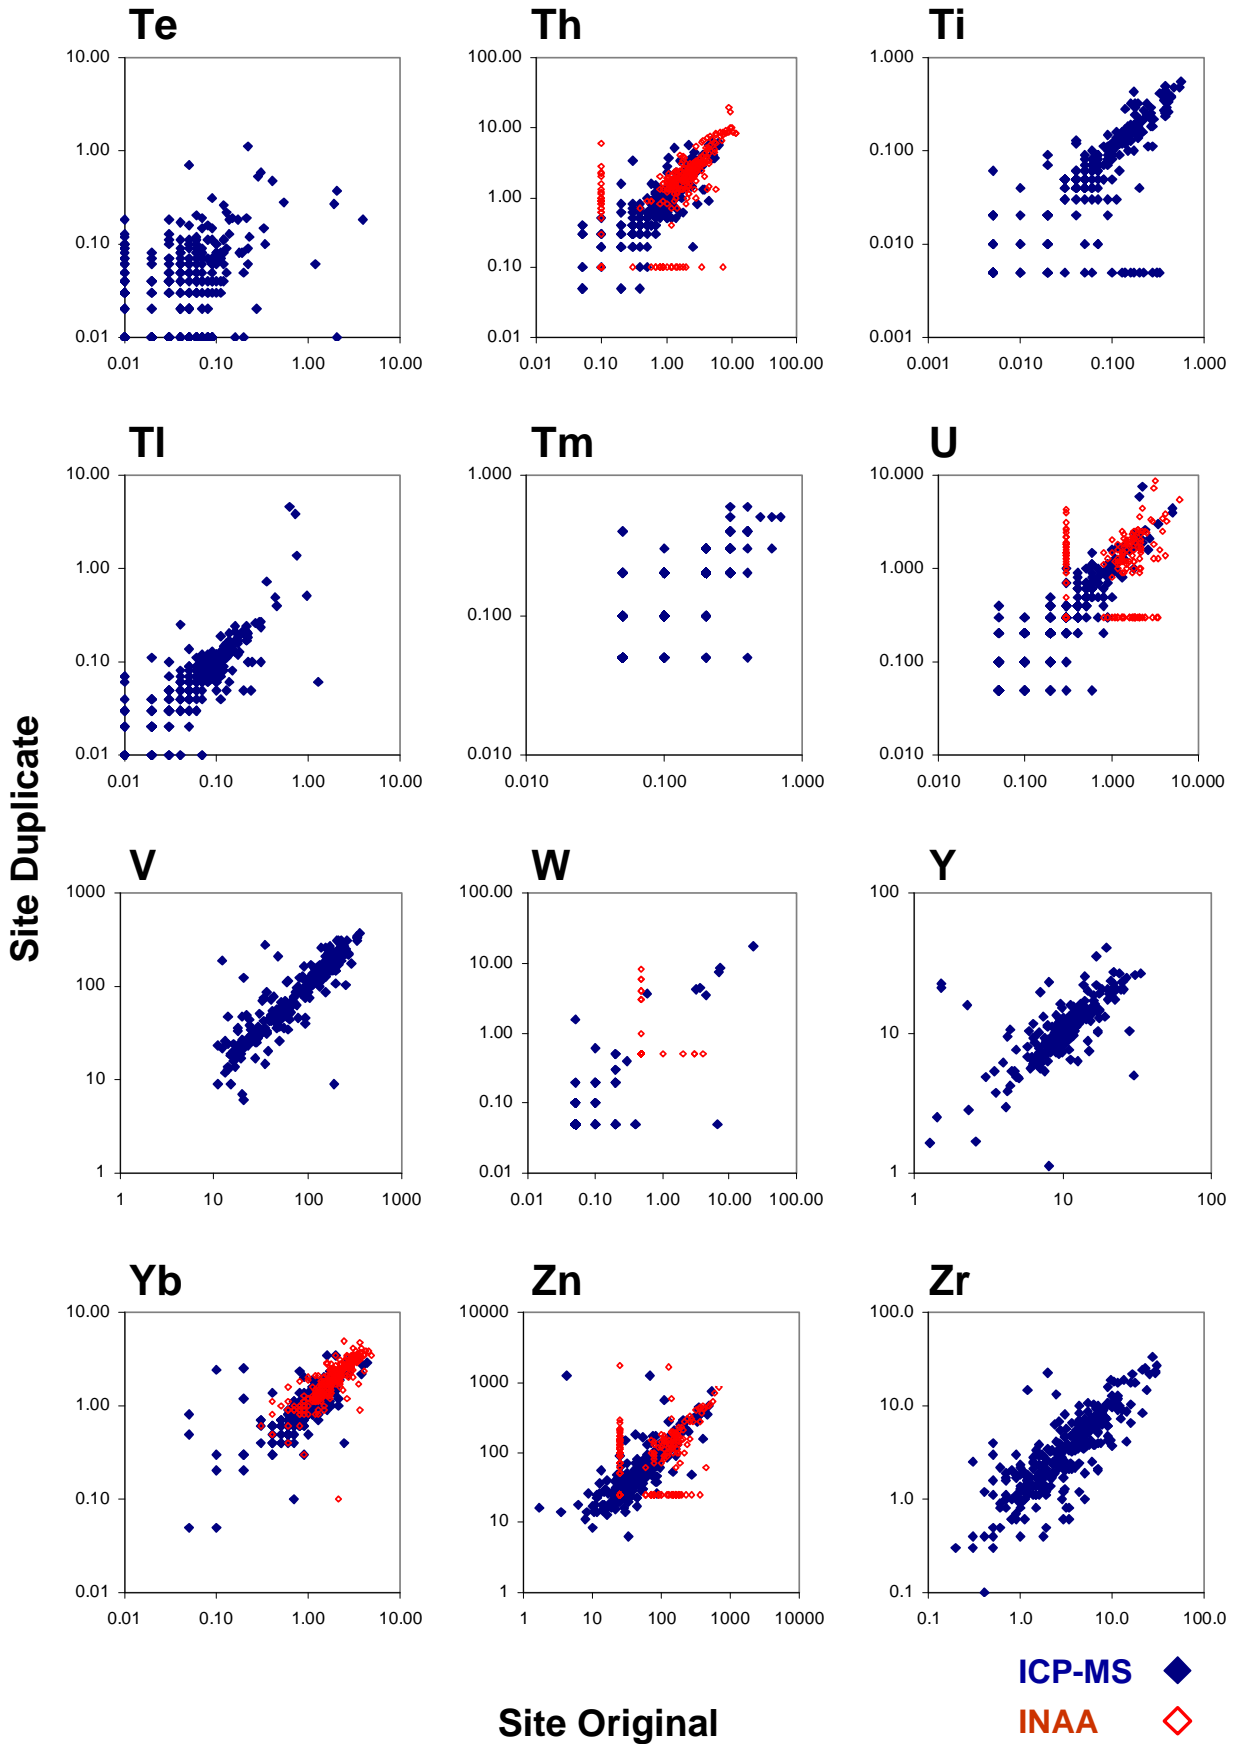 Te
Th
Ti
10.00
1.00
0.10
0.01
0.01 0.10 1.00 10.00
100.00
10.00
1.00
0.10
0.01
0.01 0.10 1.00 10.00 100.00
1.000
0.100
0.010
0.001
0.001 0.010 0.100 1.000
Tl
Tm
U
10.00
1.00
0.10
0.01
0.01 0.10 1.00 10.00
1.000
0.100
0.010
0.010 0.100 1.000
10.000
1.000
0.100
0.010
0.010 0.100 1.000 10.000
Site Duplicate
V
W
Y
1000
100
10
1
1 10 100 1000
100.00
10.00
1.00
0.10
0.01
0.01 0.10 1.00 10.00 100.00
100
10
1
1 10 100
Yb
Zn
Zr
10.00
1.00
0.10
0.01
0.01 0.10 1.00 10.00
10000
1000
100
10
1
1 10 100 1000 10000
100.0
10.0
1.0
0.1
0.1 1.0 10.0 100.0
ICP-MS
INAA
Site Original